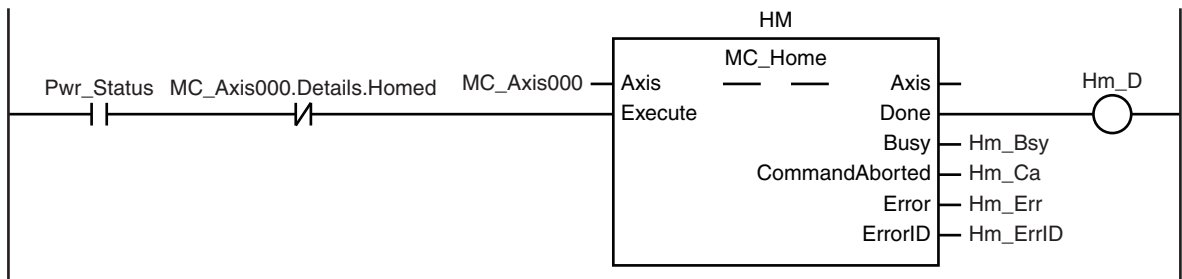 HM
MC_Home
Pwr_Status MC_Axis000.Details.Homed MC_Axis000 Axis Axis Hm_D
Execute Done
Busy Hm_Bsy
CommandAborted Hm_Ca
Error Hm_Err
ErrorID Hm_ErrID